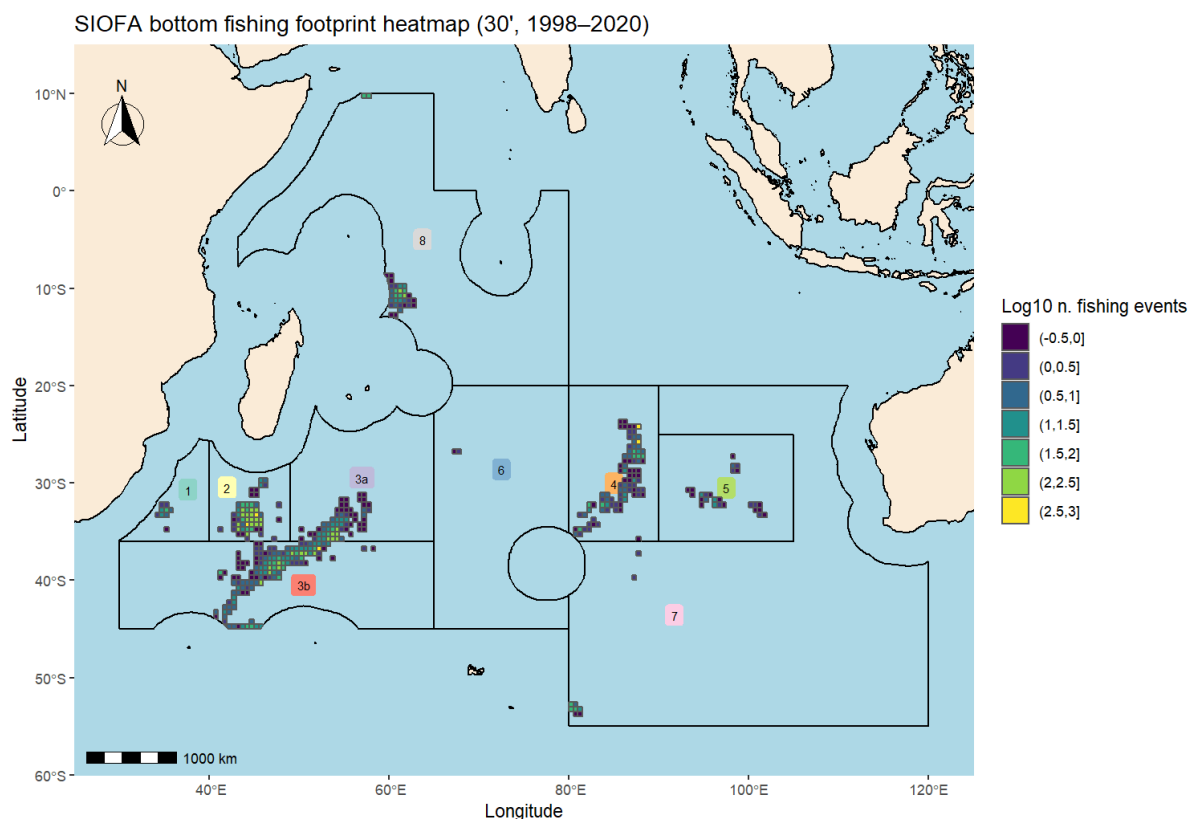 SIOFA bottom fishing footprint heatmap (30', 1998–2020)
N
10°N
0°
10°S
20°S
30°S
40°S
50°S
60°S
Latitude
8
1
2
3a
6
4
5
3b
7
1000 km
40°E
60°E
80°E
100°E
120°E
Longitude
Log10 n. fishing events
(-0.5,0]
(0,0.5]
(0.5,1]
(1,1.5]
(1.5,2]
(2,2.5]
(2.5,3]